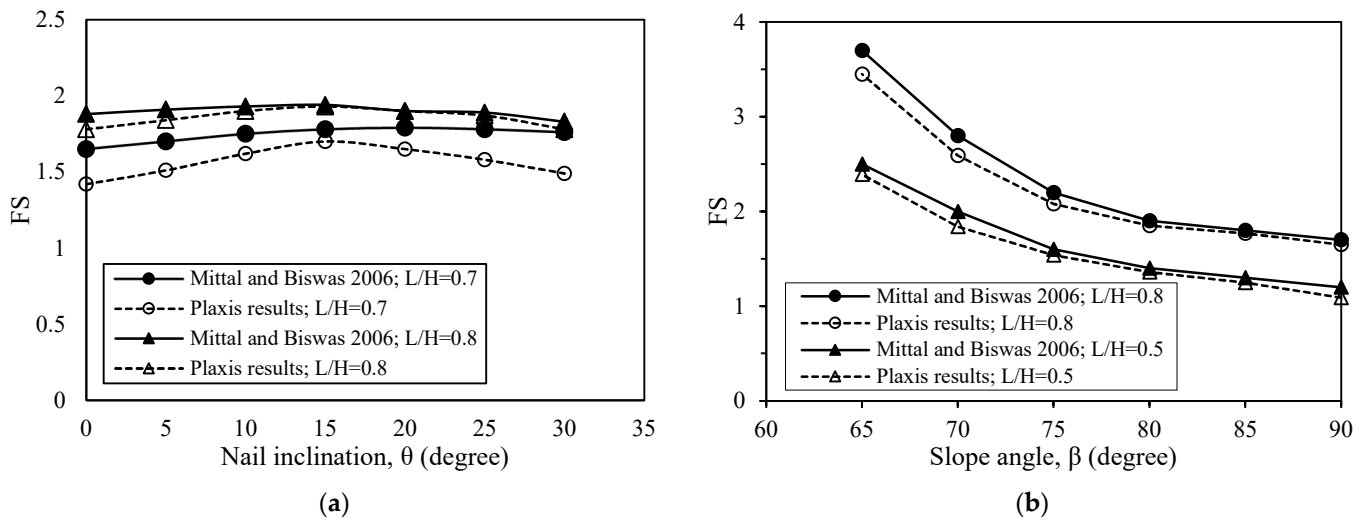 2.5
2
1.5
1
0.5
0
FS
Mittal and Biswas 2006; L/H=0.7
Plaxis results; L/H=0.7
Mittal and Biswas 2006; L/H=0.8
Plaxis results; L/H=0.8
0 5 10 15 20 25 30 35
Nail inclination, θ (degree)
(a)
4
3
2
1
0
FS
Mittal and Biswas 2006; L/H=0.8
Plaxis results; L/H=0.8
Mittal and Biswas 2006; L/H=0.5
Plaxis results; L/H=0.5
60 65 70 75 80 85 90
Slope angle, β (degree)
(b)